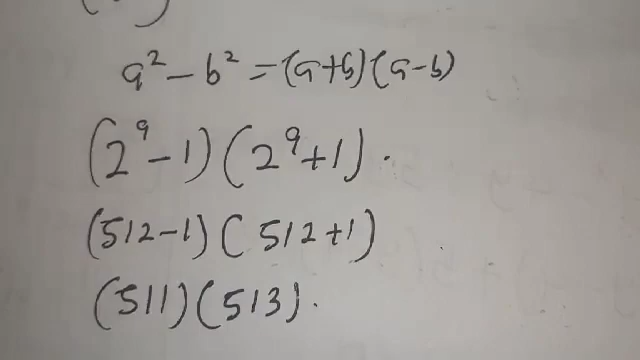 a² - b² = (a+b)(a-b)
(2⁹-1)(2⁹+1).
(512-1)(512+1)
(511)(513).